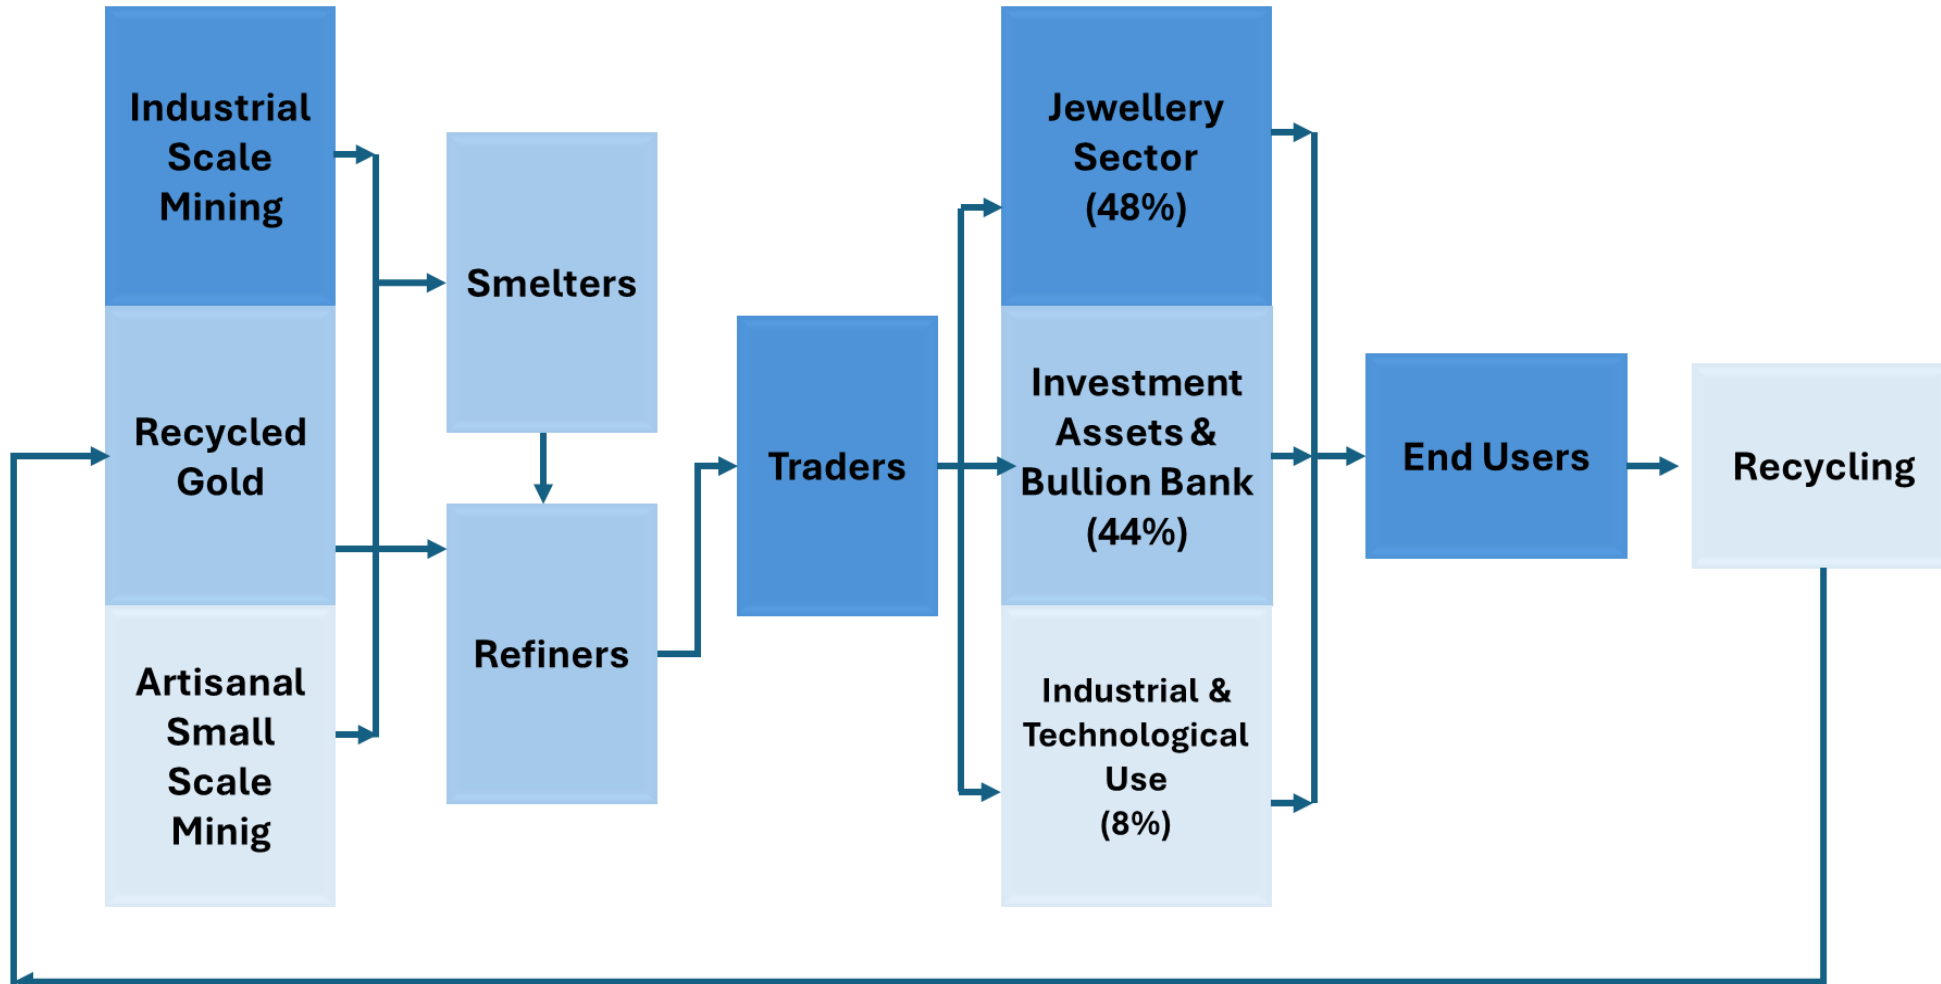 Industrial
Scale
Mining
Recycled
Gold
Artisanal
Small
Scale
Minig
Smelters
Refiners
Traders
Jewellery
Sector
(48%)
Investment
Assets &
Bullion Bank
(44%)
Industrial &
Technological
Use
(8%)
End Users
Recycling